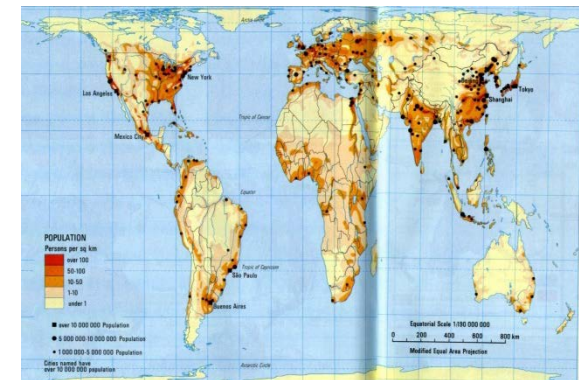 Arctic Circle
New York
Los Angeles
Tokyo
Shanghai
Tropic of Cancer
Mexico City
Equator
POPULATION
Persons per sq km
over 100
50-100
10-50
1-10
under 1
Tropic of Capricorn
São Paulo
Buenos Aires
over 10 000 000 Population
5 000 000-10 000 000 Population
1 000 000-5 000 000 Population
Cities named have
over 10 000 000 population
Equatorial Scale 1:190 000 000
0 200 400 600 800 km
Modified Equal Area Projection
Antarctic Circle